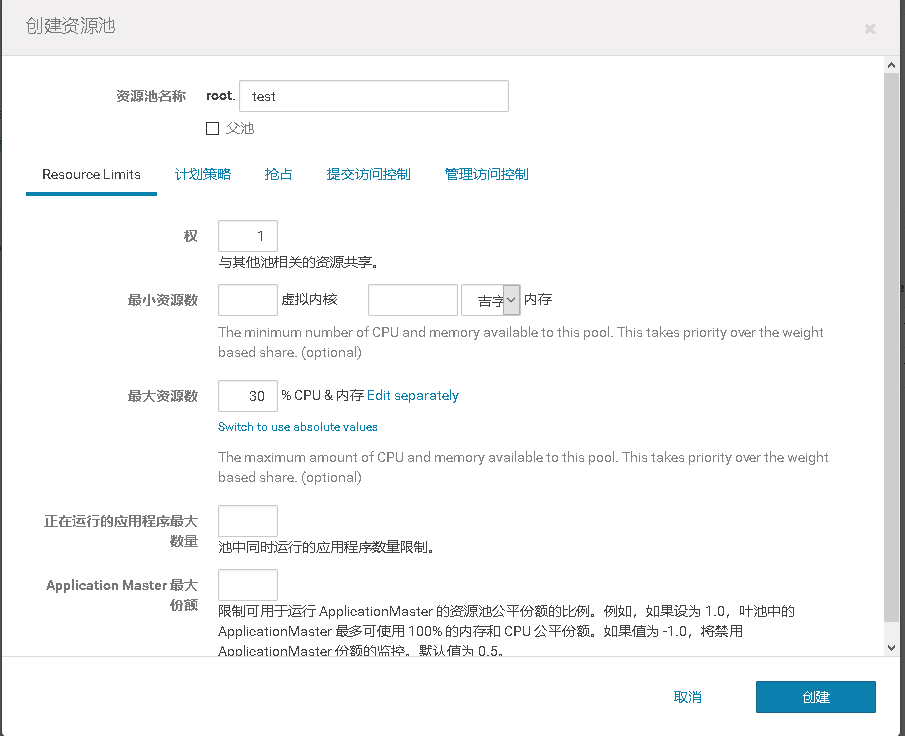 创建资源池
资源池名称 root. test
父池
Resource Limits 计划策略 抢占 提交访问控制 管理访问控制
权 1
与其他池相关的资源共享。
最小资源数 虚拟内核 吉字 内存
The minimum number of CPU and memory available to this pool. This takes priority over the weight
based share. (optional)
最大资源数 30 % CPU & 内存 Edit separately
Switch to use absolute values
The maximum amount of CPU and memory available to this pool. This takes priority over the weight
based share. (optional)
正在运行的应用程序最大
数量
池中同时运行的应用程序数量限制。
Application Master 最大
份额
限制可用于运行 ApplicationMaster 的资源池公平份额的比例。例如，如果设为 1.0，叶池中的
ApplicationMaster 最多可使用 100% 的内存和 CPU 公平份额。如果值为 -1.0，将禁用
ApplicationMaster 份额的监控。默认值为 0.5。
取消 创建